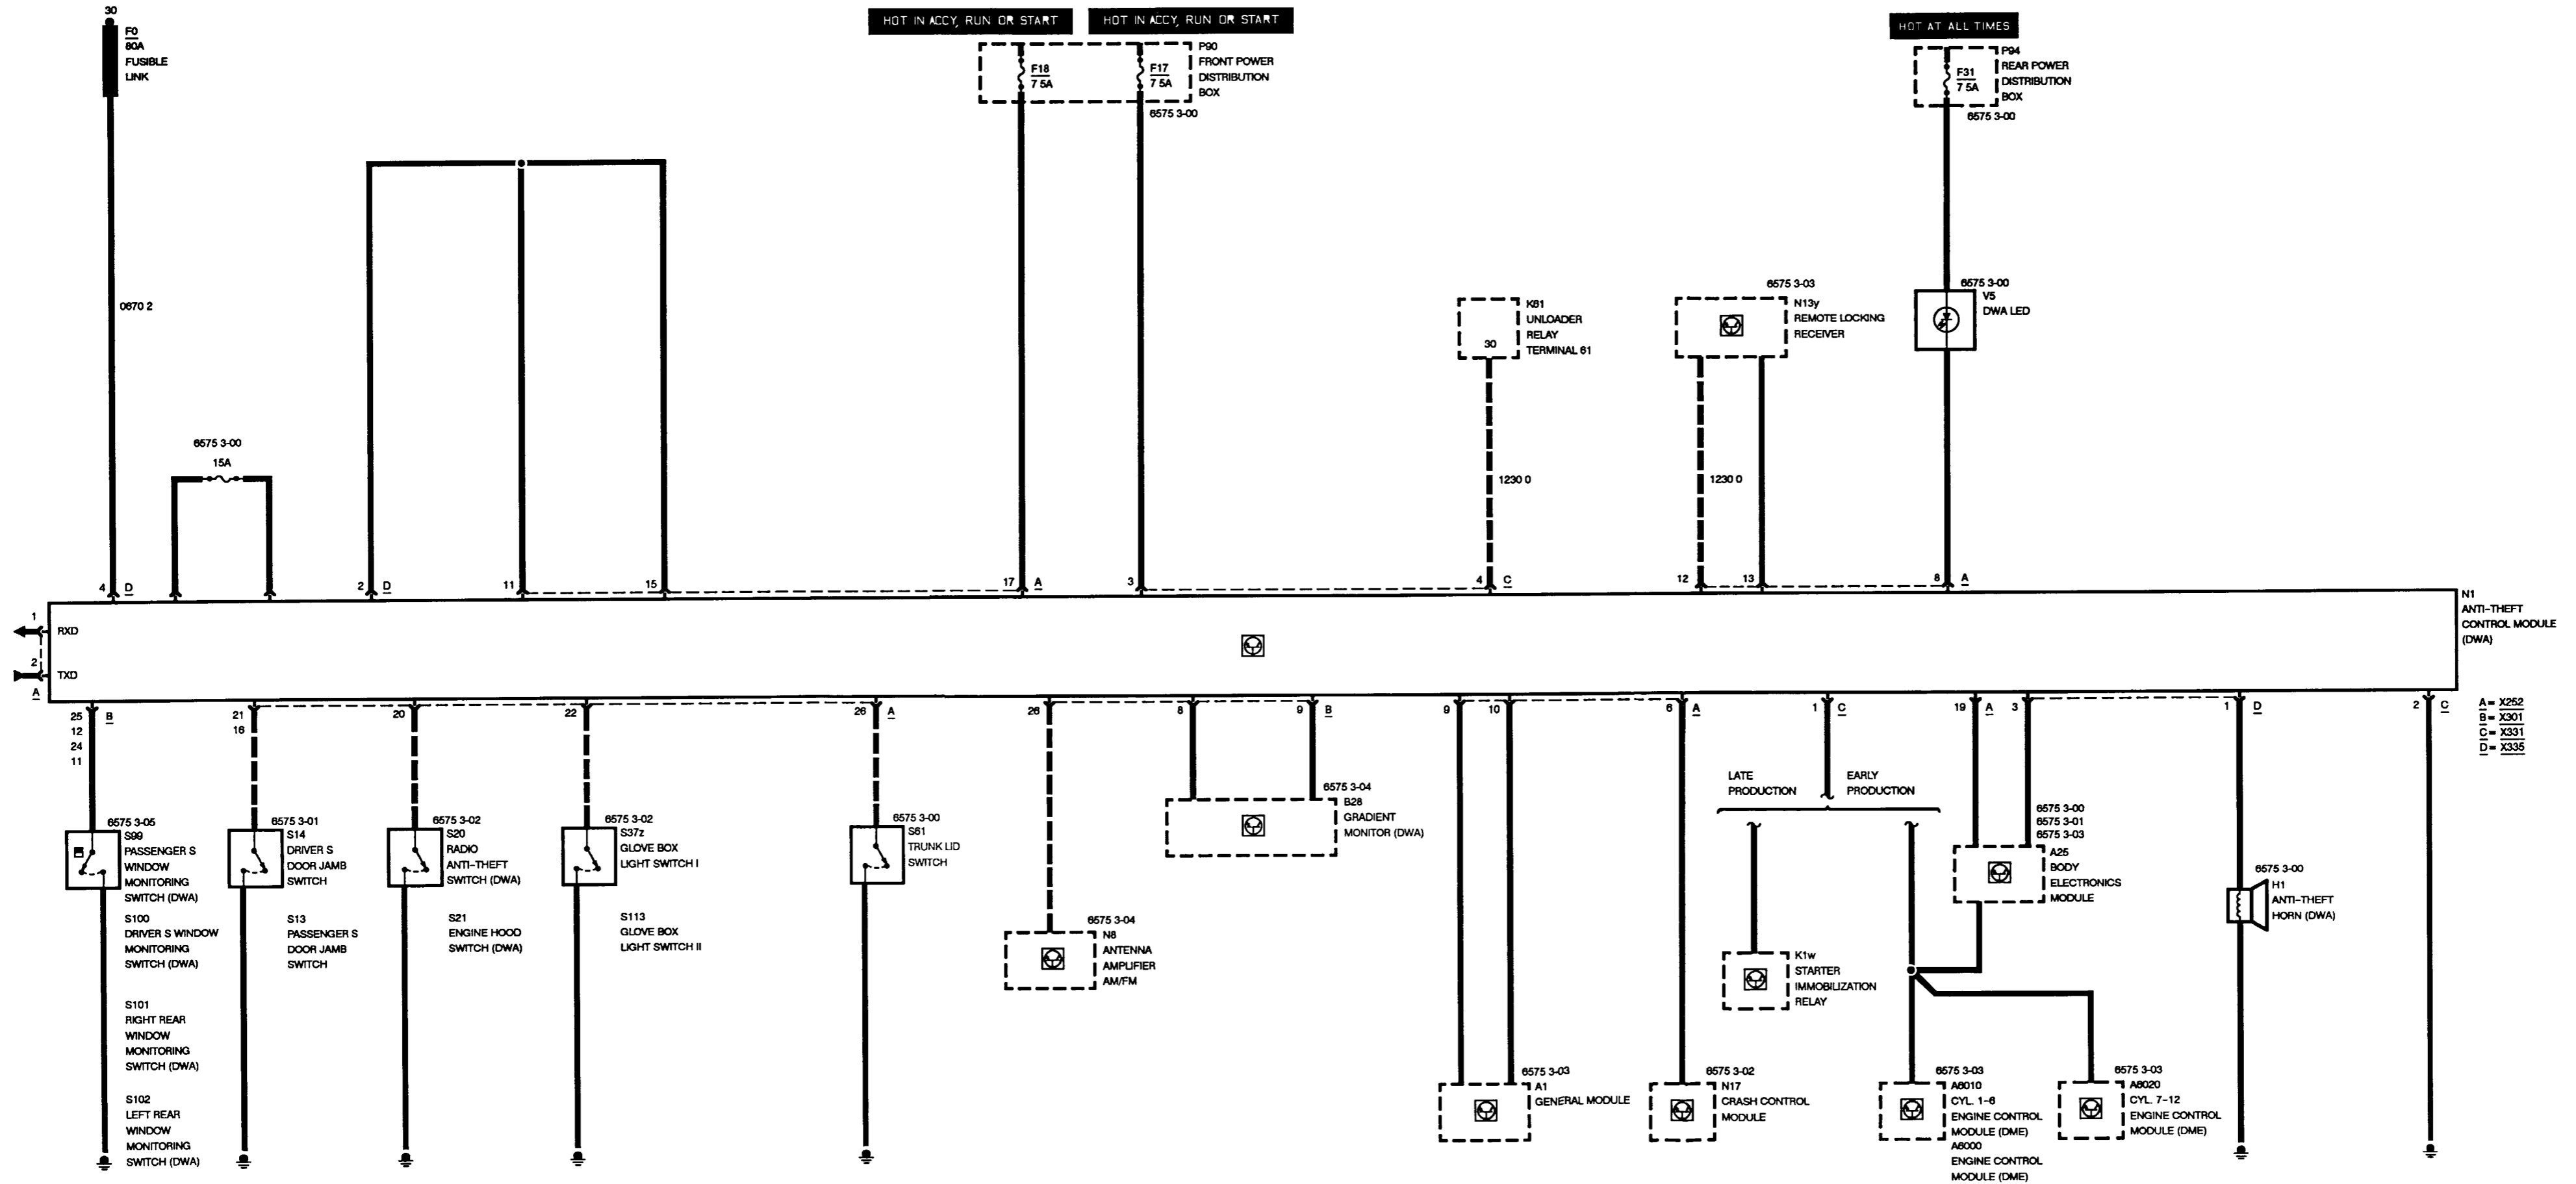 30
F0
80A
FUSIBLE
LINK
HOT IN ACCY, RUN OR START
HOT IN ACCY, RUN OR START
HOT AT ALL TIMES
F18
7 5A
F17
7 5A
P90
FRONT POWER
DISTRIBUTION
BOX
6575 3-00
F31
7 5A
P94
REAR POWER
DISTRIBUTION
BOX
6575 3-00
0670 2
6575 3-00
15A
K61
UNLOADER
RELAY
TERMINAL 61
30
1230 0
6575 3-03
N13y
REMOTE LOCKING
RECEIVER
1230 0
6575 3-00
V5
DWA LED
4 D
2 D
11
15
17 A
3
4 C
12
13
8 A
N1
ANTI-THEFT
CONTROL MODULE
(DWA)
1
RXD
2
TXD
A
25 B
12
24
11
21
16
20
22
26 A
26
8
9 B
9
10
6 A
1 C
19 A
3
1 D
2 C
A = X252
B = X301
C = X331
D = X335
6575 3-05
S99
PASSENGER S
WINDOW
MONITORING
SWITCH (DWA)
S100
DRIVER S WINDOW
MONITORING
SWITCH (DWA)
S101
RIGHT REAR
WINDOW
MONITORING
SWITCH (DWA)
S102
LEFT REAR
WINDOW
MONITORING
SWITCH (DWA)
6575 3-01
S14
DRIVER S
DOOR JAMB
SWITCH
S13
PASSENGER S
DOOR JAMB
SWITCH
6575 3-02
S20
RADIO
ANTI-THEFT
SWITCH (DWA)
S21
ENGINE HOOD
SWITCH (DWA)
6575 3-02
S37z
GLOVE BOX
LIGHT SWITCH I
S113
GLOVE BOX
LIGHT SWITCH II
6575 3-00
S61
TRUNK LID
SWITCH
6575 3-04
N8
ANTENNA
AMPLIFIER
AM/FM
6575 3-04
B28
GRADIENT
MONITOR (DWA)
6575 3-03
A1
GENERAL MODULE
6575 3-02
N17
CRASH CONTROL
MODULE
LATE
PRODUCTION
EARLY
PRODUCTION
K1w
STARTER
IMMOBILIZATION
RELAY
6575 3-00
6575 3-01
6575 3-03
A25
BODY
ELECTRONICS
MODULE
6575 3-03
A6010
CYL. 1-6
ENGINE CONTROL
MODULE (DME)
A6000
ENGINE CONTROL
MODULE (DME)
6575 3-03
A6020
CYL. 7-12
ENGINE CONTROL
MODULE (DME)
6575 3-00
H1
ANTI-THEFT
HORN (DWA)